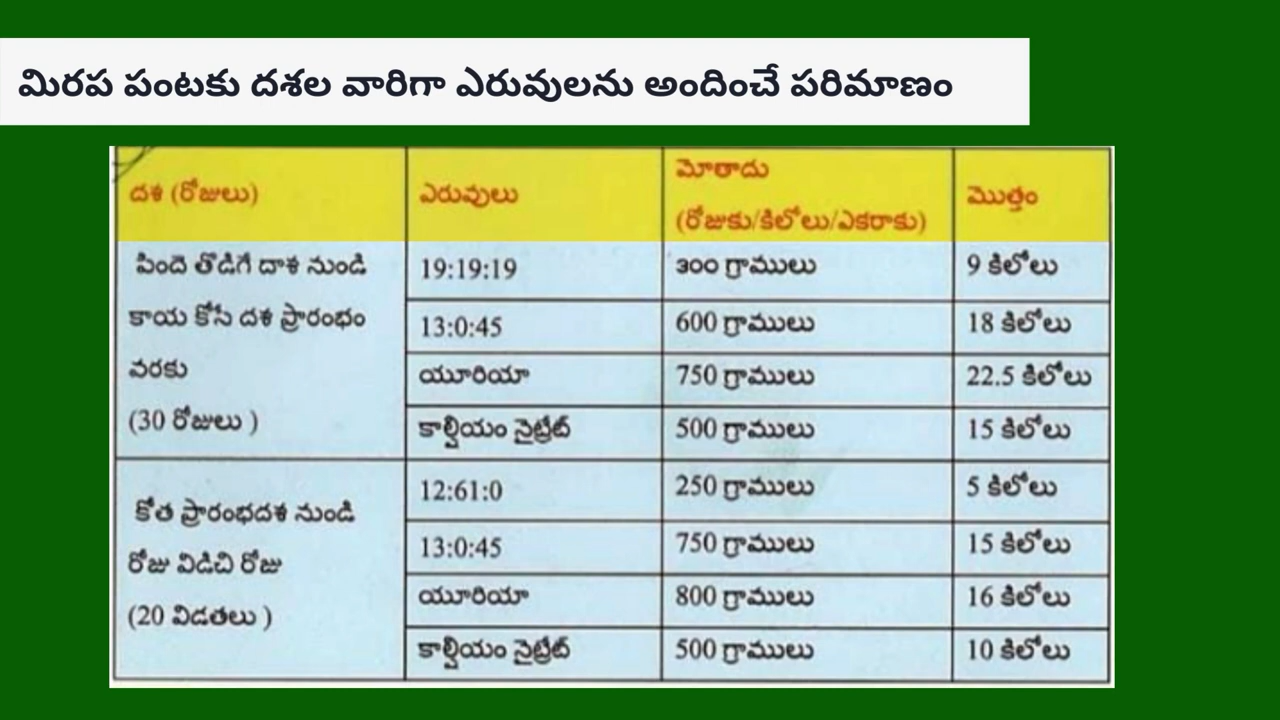 మిరప పంటకు దశల వారిగా ఎరువులను అందించే పరిమాణం
దశ (రోజులు) ఎరువులు మోతాదు (రోజుకు/కిలోలు/ఎకరాకు) మొత్తం
పిందె తొడిగే దాశ నుండి 19:19:19 ३౦౦ గ్రాములు 9 కిలోలు
కాయ కోసే దశ ప్రారంభం 13:0:45 600 గ్రాములు 18 కిలోలు
వరకు యూరియా 750 గ్రాములు 22.5 కిలోలు
(30 రోజులు ) కాల్షియం నైట్రేట్ 500 గ్రాములు 15 కిలోలు
12:61:0 250 గ్రాములు 5 కిలోలు
కోత ప్రారంభదశ నుండి
రోజు విడిచి రోజు 13:0:45 750 గ్రాములు 15 కిలోలు
(20 విడతలు ) యూరియా 800 గ్రాములు 16 కిలోలు
కాల్షియం నైట్రేట్ 500 గ్రాములు 10 కిలోలు